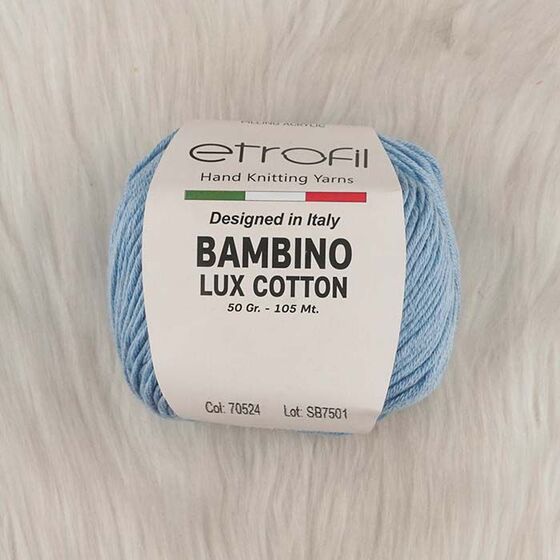 etrofil
Hand Knitting Yarns
Designed in Italy
BAMBINO
LUX COTTON
50 Gr. - 105 Mt.
Col: 70524 Lot: SB7501